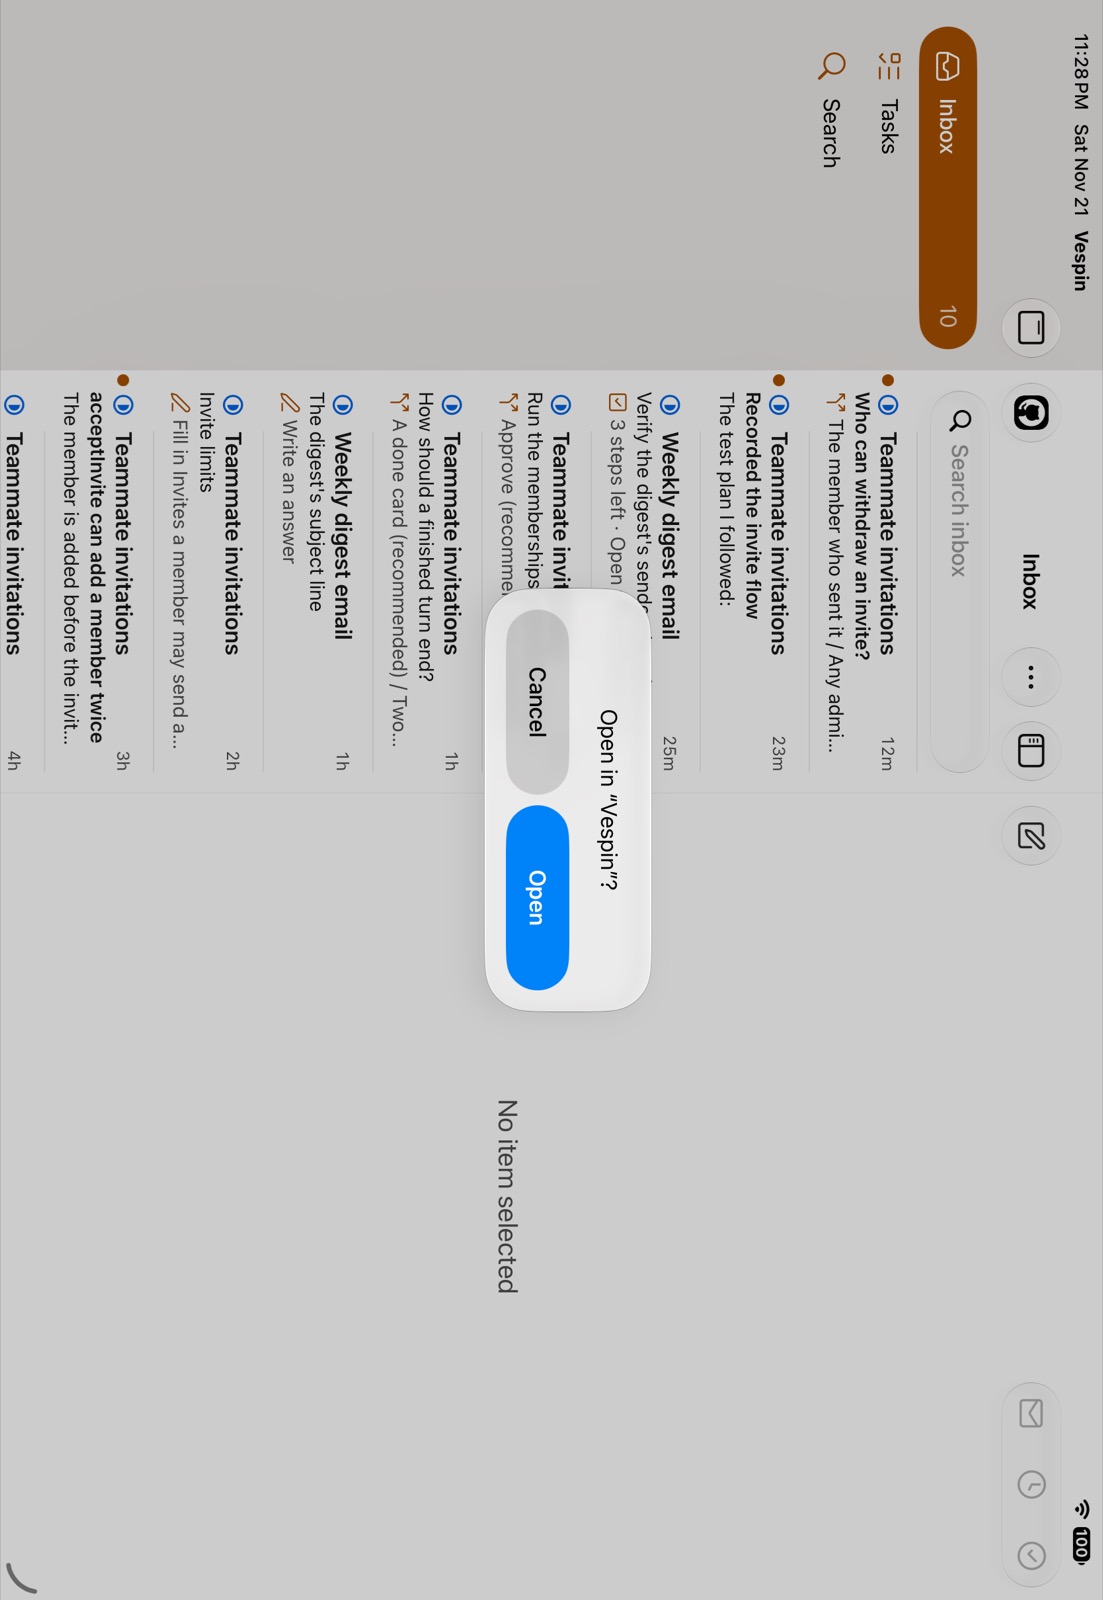 11:28 PM Sat Nov 21 Vespin
100
Inbox 10
Tasks
Search
Inbox
Search inbox
Teammate invitations 12m
Who can withdraw an invite?
The member who sent it / Any admi...
Teammate invitations 23m
Recorded the invite flow
The test plan I followed:
Weekly digest email 25m
Verify the digest's
3 steps left · Open
Teammate
Run the memberships
Approve
Teammate invitations 1h
How should a finished turn end?
A done card (recommended) / Two...
Weekly digest email 1h
The digest's subject line
Write an answer
Teammate invitations 2h
Invite limits
Fill in Invites a member may send a...
Teammate invitations 3h
acceptInvite can add a member twice
The member is added before the invit...
Teammate invitations 4h
Open in “Vespin”?
Cancel Open
No item selected